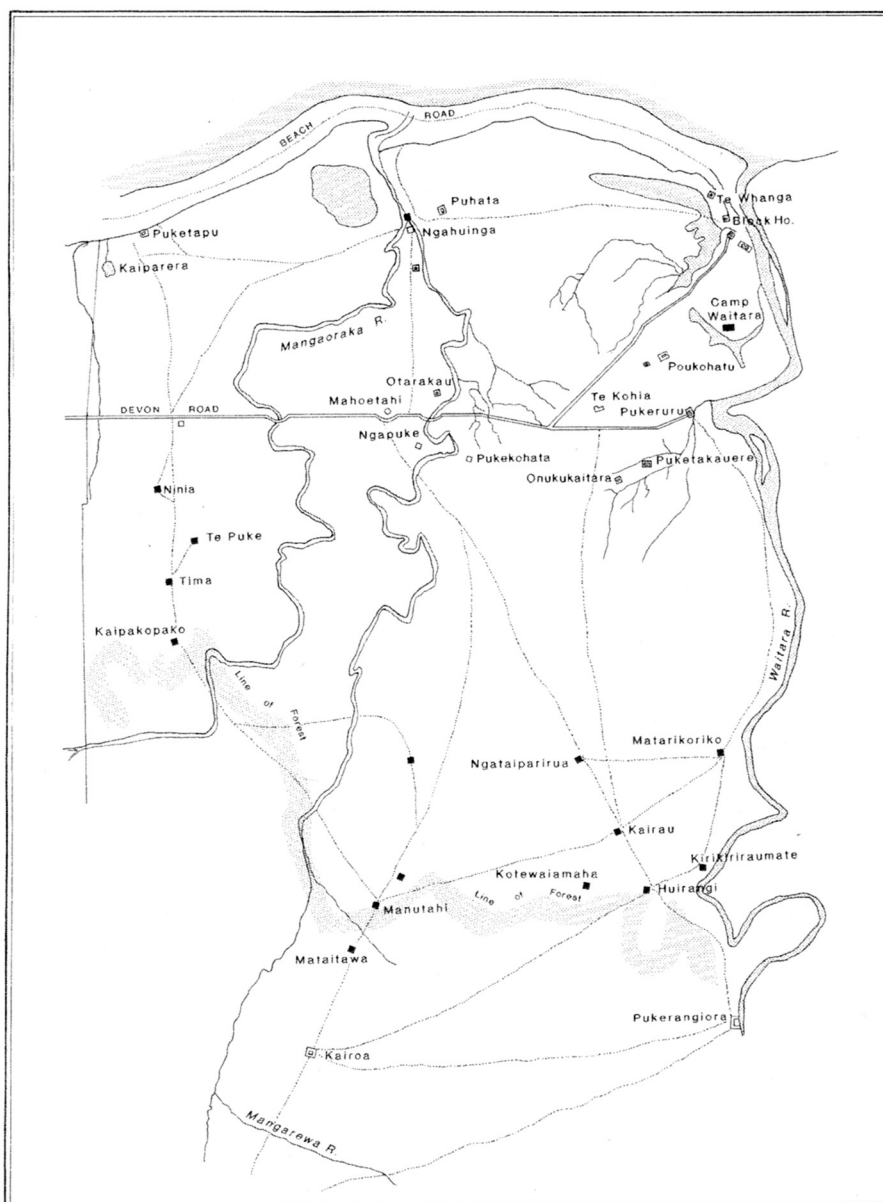 BEACH ROAD
Puhata
Te Whanga
Block Ho.
Puketapu
Ngahuinga
Kaiparera
Camp
Waitara
Mangaoraka R.
Poukohatu
Otarakau
Te Kohia
Mahoetahi
Pukeruru
DEVON ROAD
Ngapuke
Pukekohata
Puketakauere
Onukukaitara
Ninia
Te Puke
Tima
Waitara R.
Kaipakopako
Line of Forest
Matarikoriko
Ngataiparirua
Kairau
Kirikiriraumate
Kotewaiamaha
Huirangi
Line of Forest
Manutahi
Mataitawa
Pukerangiora
Kairoa
Mangarewa R.